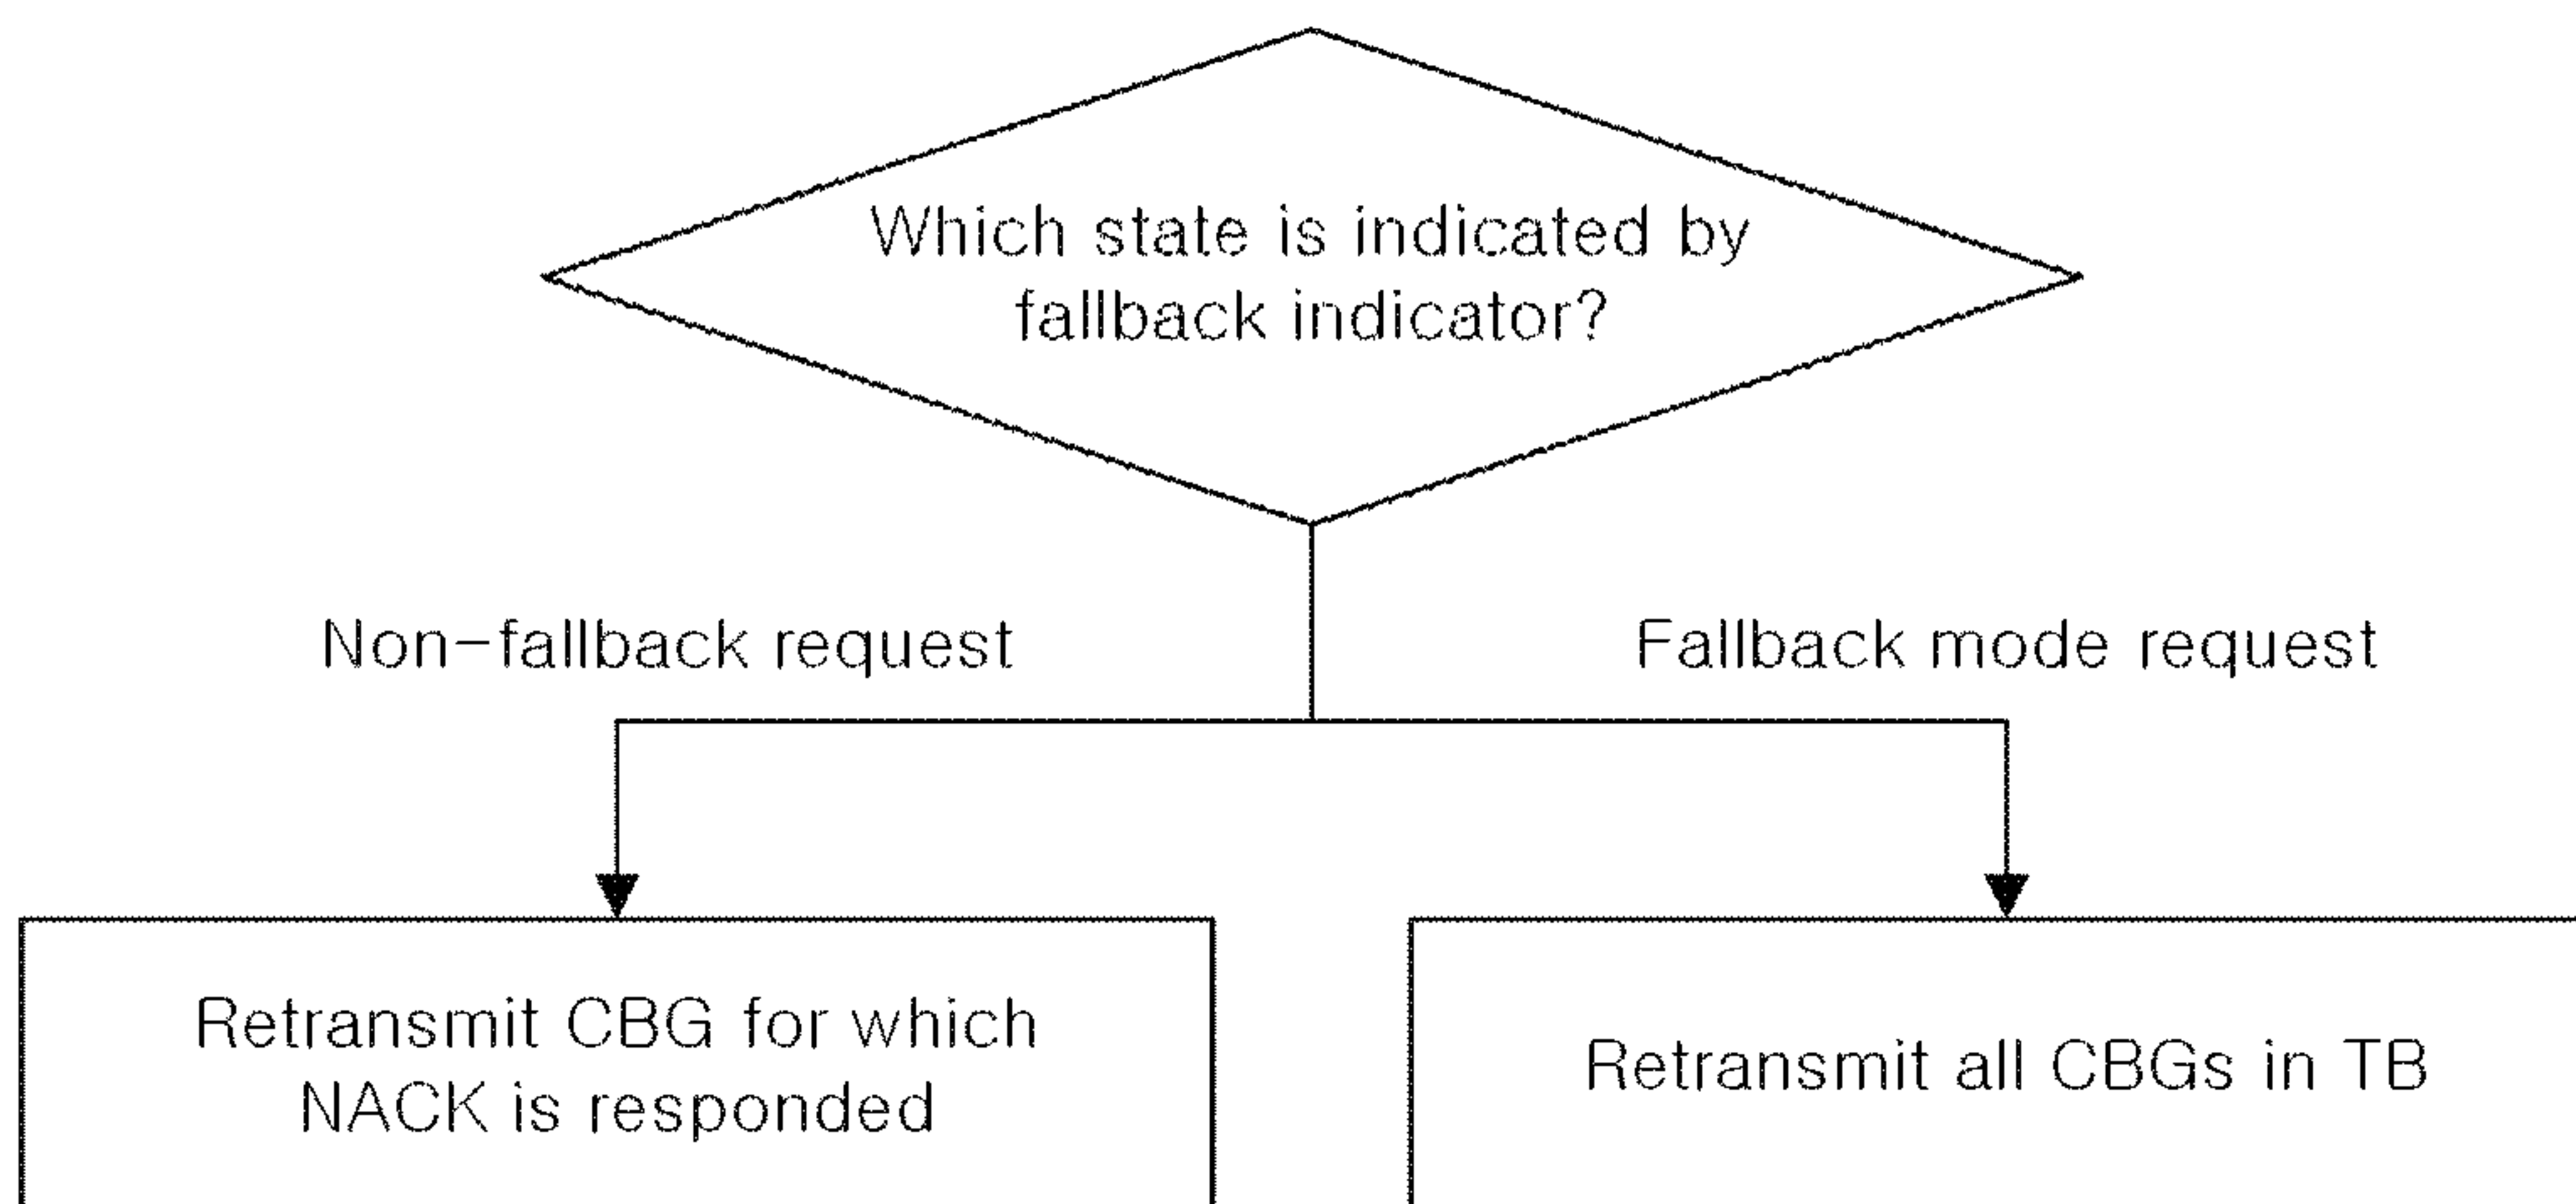 Which state is indicated by
fallback indicator?
Non-fallback request
Fallback mode request
Retransmit CBG for which
NACK is responded
Retransmit all CBGs in TB